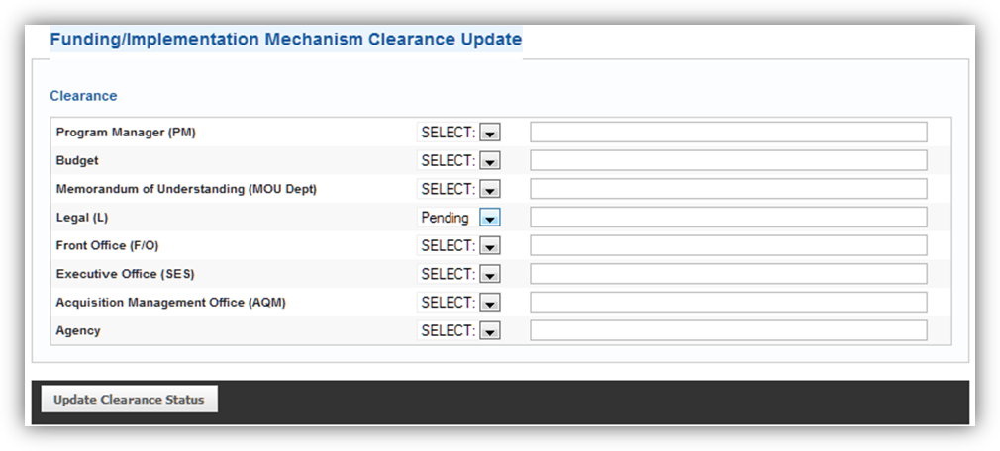 Funding/Implementation Mechanism Clearance Update
Clearance
Program Manager (PM) SELECT:
Budget SELECT:
Memorandum of Understanding (MOU Dept) SELECT:
Legal (L) Pending
Front Office (F/O) SELECT:
Executive Office (SES) SELECT:
Acquisition Management Office (AQM) SELECT:
Agency SELECT:
Update Clearance Status